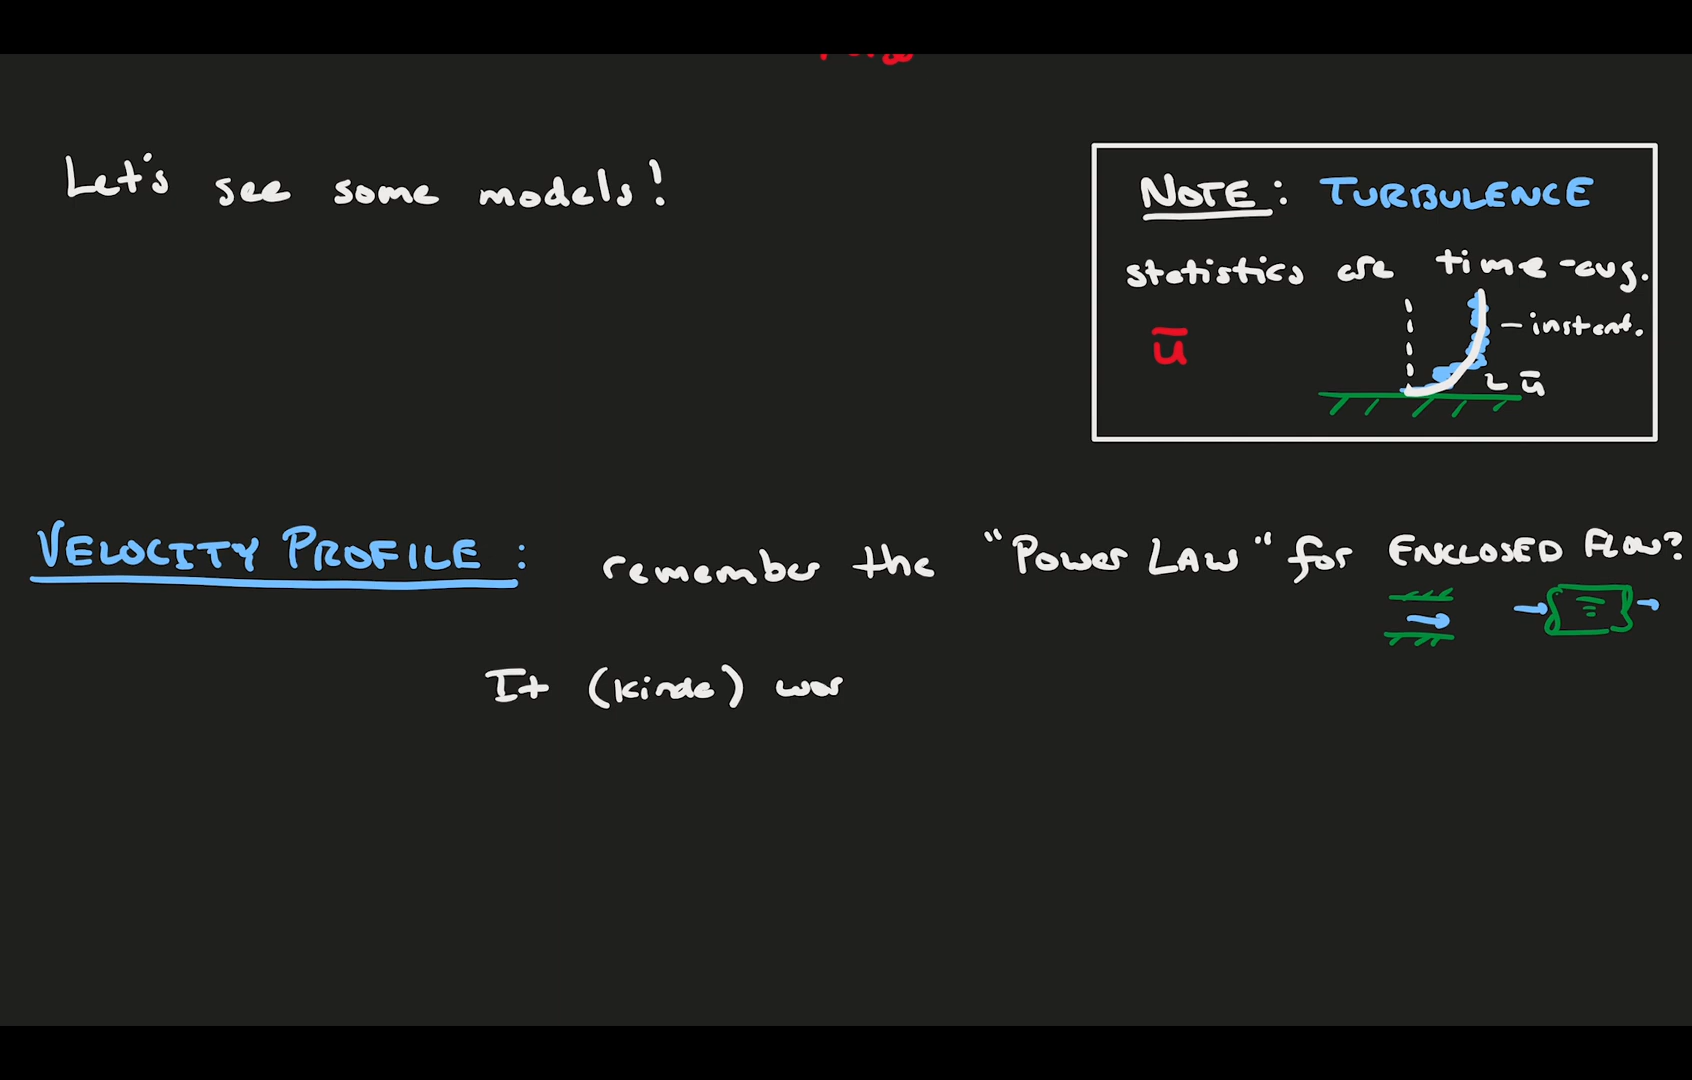 Let's see some models!
NOTE: TURBULENCE
statistics are time-avg.
ū
- instant.
ū
VELOCITY PROFILE: remember the "POWER LAW" for ENCLOSED FLOW?
It (kinda) wor